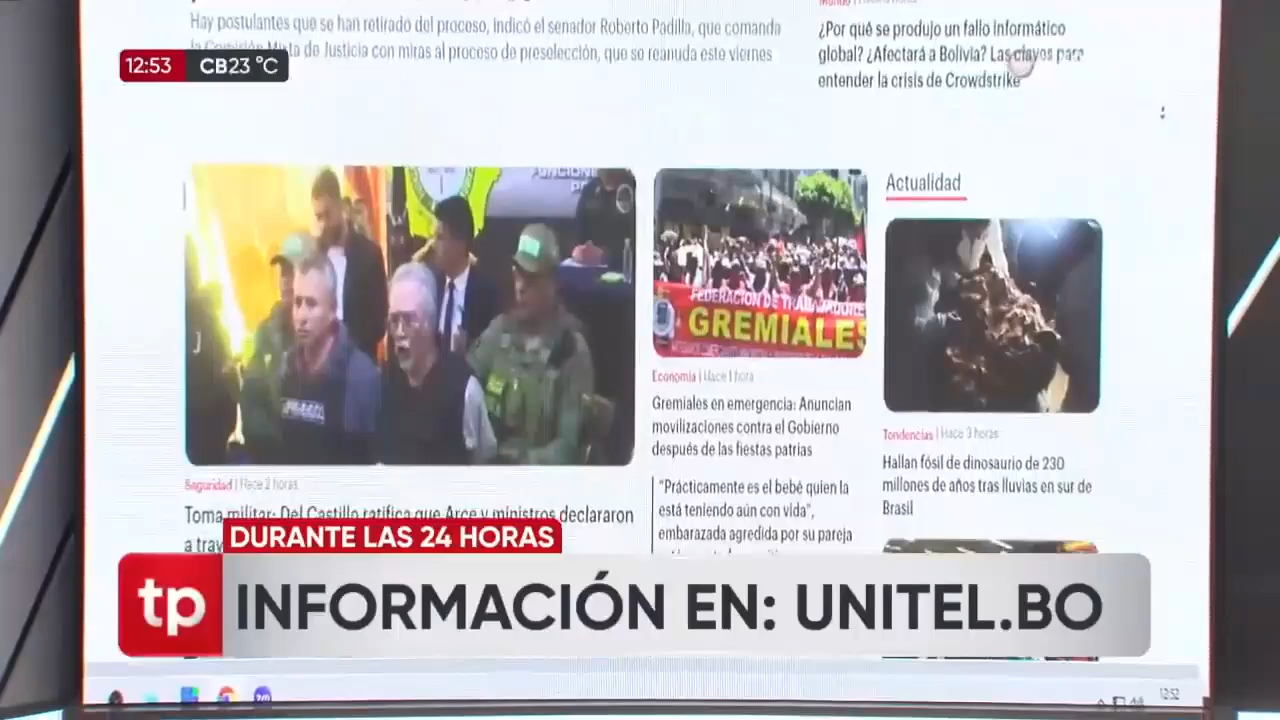 Hay postulantes que se han retirado del proceso, indicó el senador Roberto Padilla, que comanda
la Comisión Mixta de Justicia con miras al proceso de preselección, que se reanuda este viernes
12:53 CB23 °C
¿Por qué se produjo un fallo informático
global? ¿Afectará a Bolivia? Las claves para
entender la crisis de Crowdstrike
Actualidad
FEDERACION DE TRABAJADORE
GREMIALES
Economía | Hace 1 hora
Gremiales en emergencia: Anuncian
movilizaciones contra el Gobierno
después de las fiestas patrias
"Prácticamente es el bebé quien la
está teniendo aún con vida",
embarazada agredida por su pareja
Tendencias | Hace 3 horas
Hallan fósil de dinosaurio de 230
millones de años tras lluvias en sur de
Brasil
Seguridad | Hace 2 horas
Toma militar: Del Castillo ratifica que Arce y ministros declararon
a trav
DURANTE LAS 24 HORAS
tp INFORMACIÓN EN: UNITEL.BO
12:52